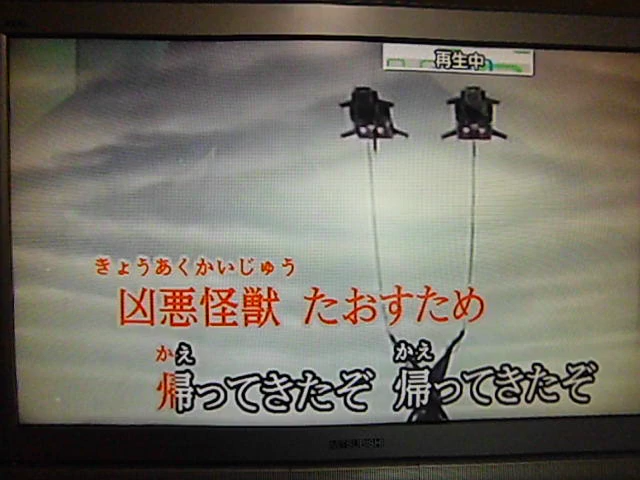 再生中
きょうあくかいじゅう
凶悪怪獣 たおすため
かえ かえ
帰ってきたぞ 帰ってきたぞ
MITSUBISHI